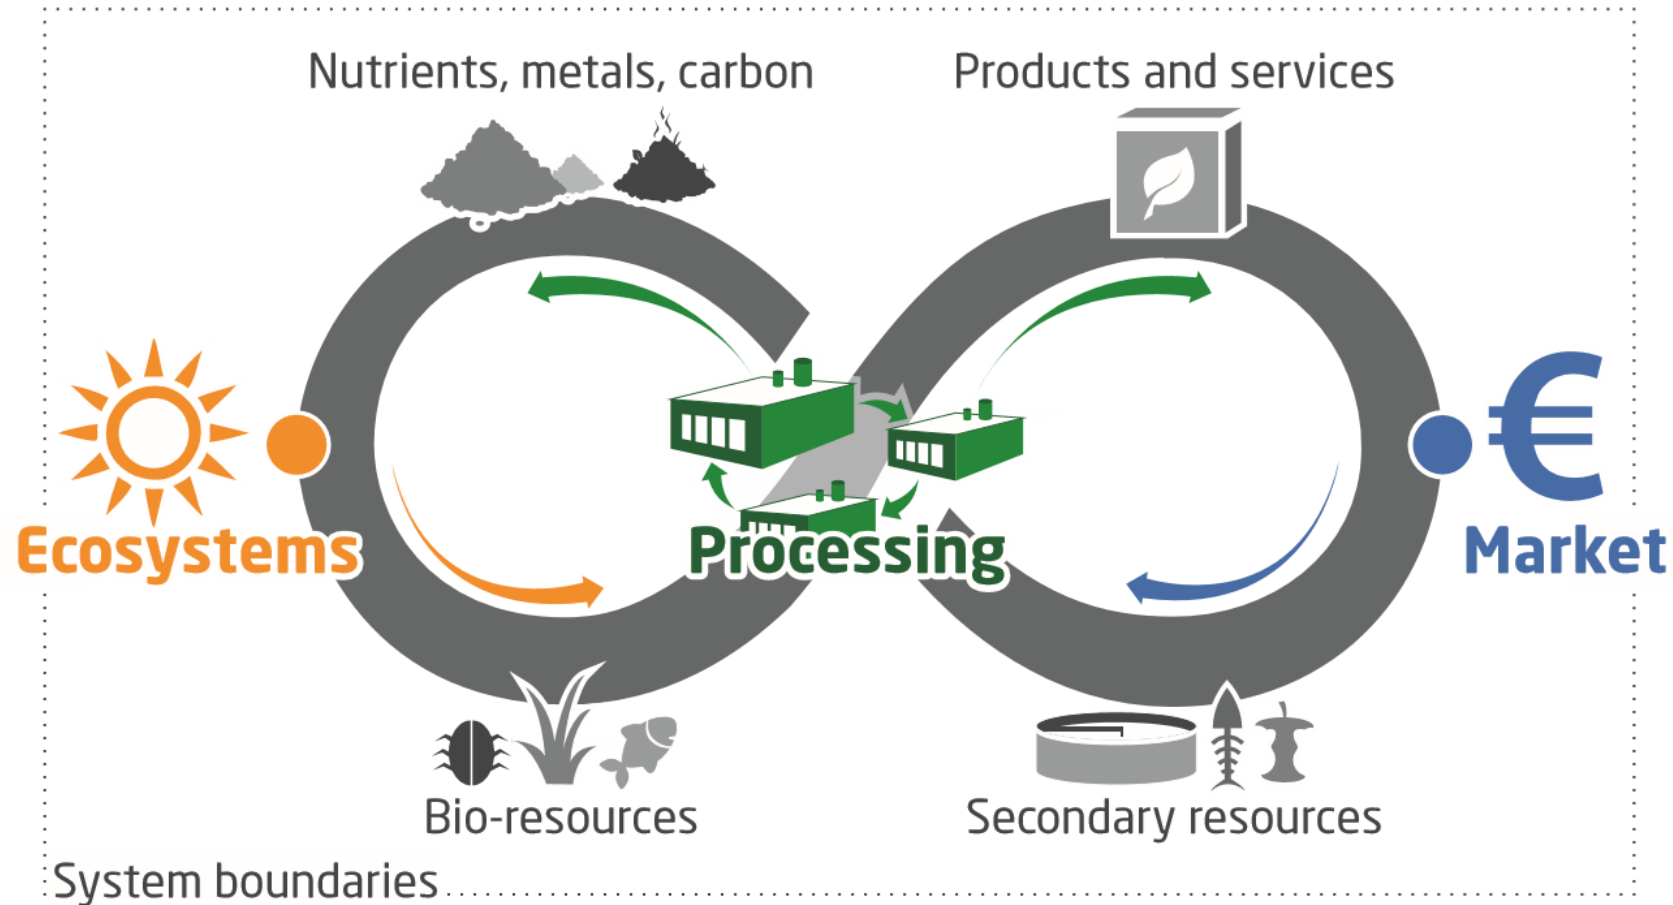 Nutrients, metals, carbon
Products and services
€
Ecosystems
Processing
Market
Bio-resources
Secondary resources
System boundaries